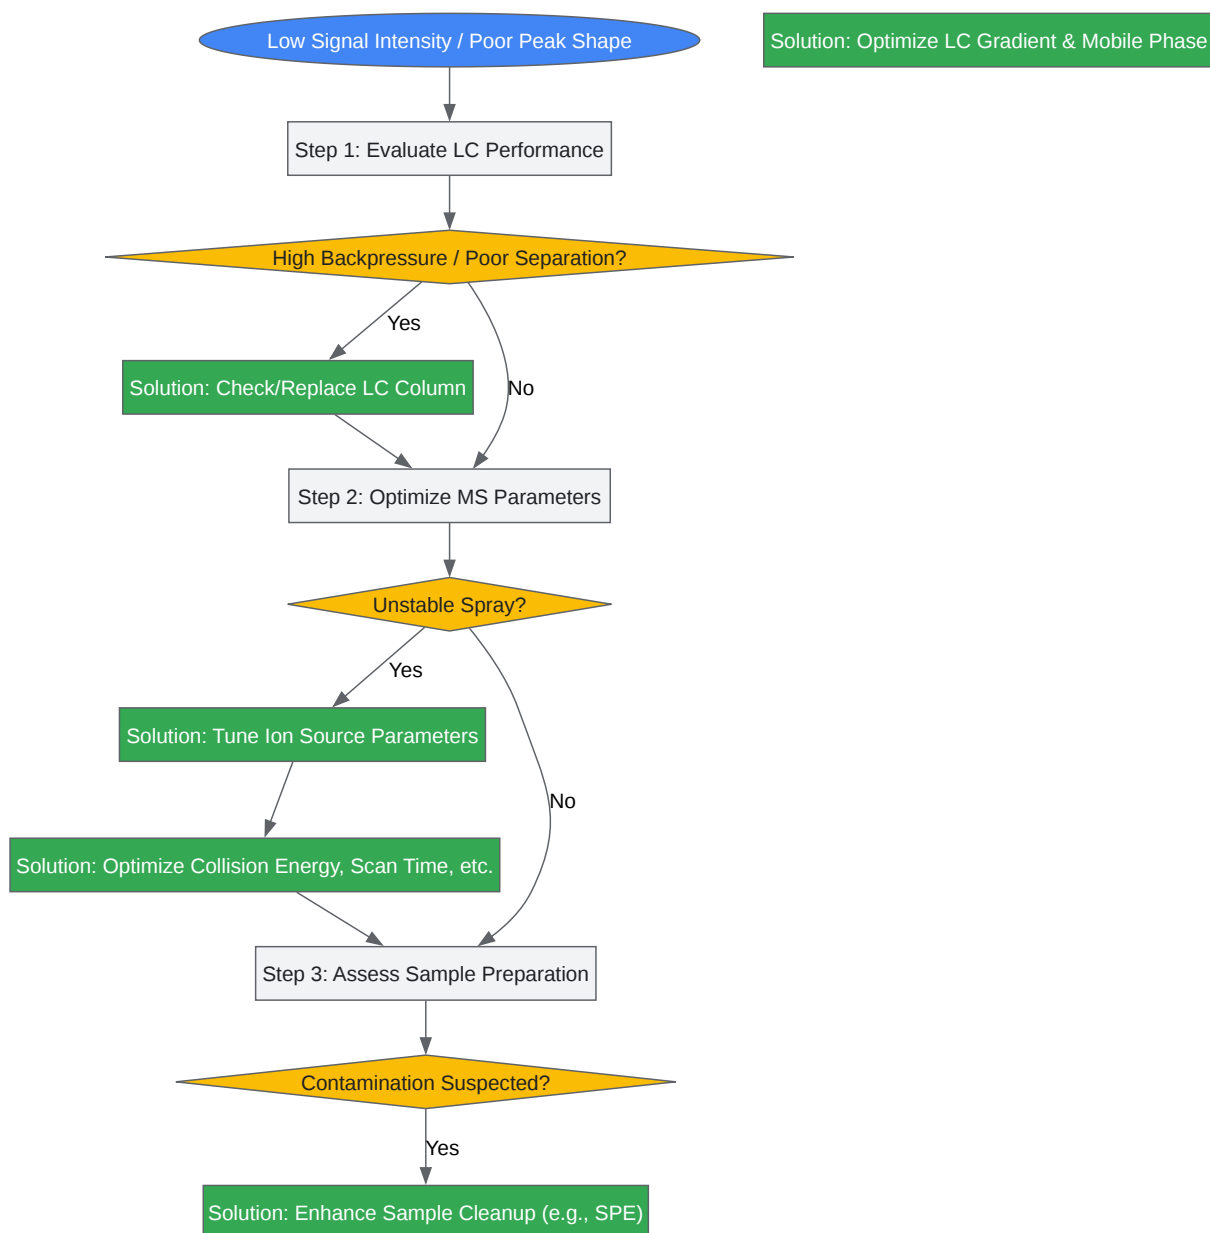 Low Signal Intensity / Poor Peak Shape
Solution: Optimize LC Gradient & Mobile Phase
Step 1: Evaluate LC Performance
High Backpressure / Poor Separation?
Yes
Solution: Check/Replace LC Column
No
Step 2: Optimize MS Parameters
Unstable Spray?
Yes
Solution: Tune Ion Source Parameters
No
Solution: Optimize Collision Energy, Scan Time, etc.
Step 3: Assess Sample Preparation
Contamination Suspected?
Yes
Solution: Enhance Sample Cleanup (e.g., SPE)